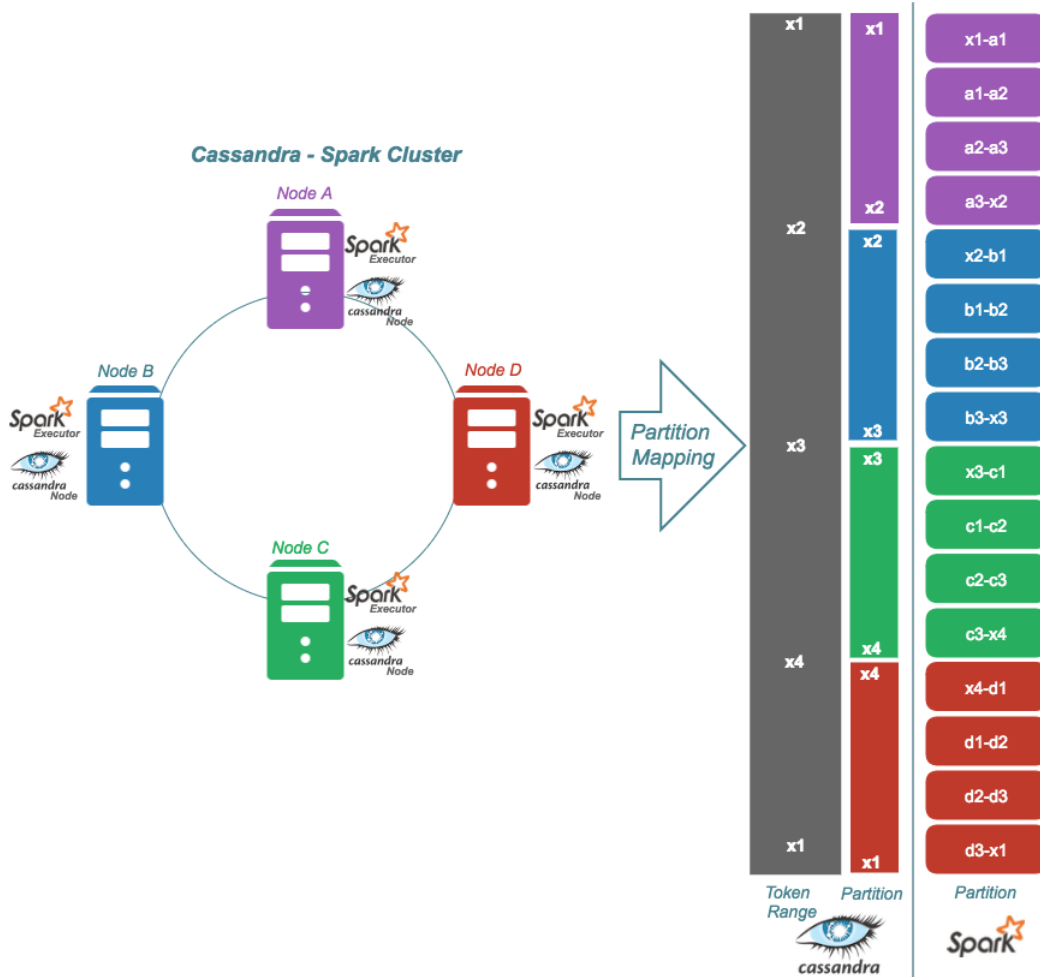 Cassandra - Spark Cluster
Node A
Spark
Executor
cassandra
Node
Node B
Spark
Executor
cassandra
Node
Node D
Spark
Executor
cassandra
Node
Node C
Spark
Executor
cassandra
Node
Partition
Mapping
x1
x2
x3
x4
x1
x1
x2
x2
x3
x3
x4
x4
x1
x1-a1
a1-a2
a2-a3
a3-x2
x2-b1
b1-b2
b2-b3
b3-x3
x3-c1
c1-c2
c2-c3
c3-x4
x4-d1
d1-d2
d2-d3
d3-x1
Token
Range
Partition
cassandra
Partition
Spark